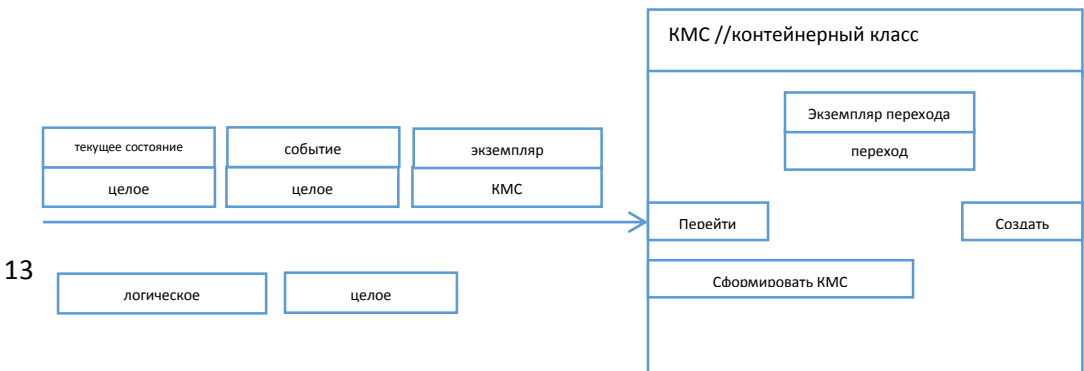 КМС //контейнерный класс
Экземпляр перехода
переход
текущее состояние
событие
экземпляр
целое
целое
КМС
Перейти
Создать
13
Сформировать КМС
логическое
целое